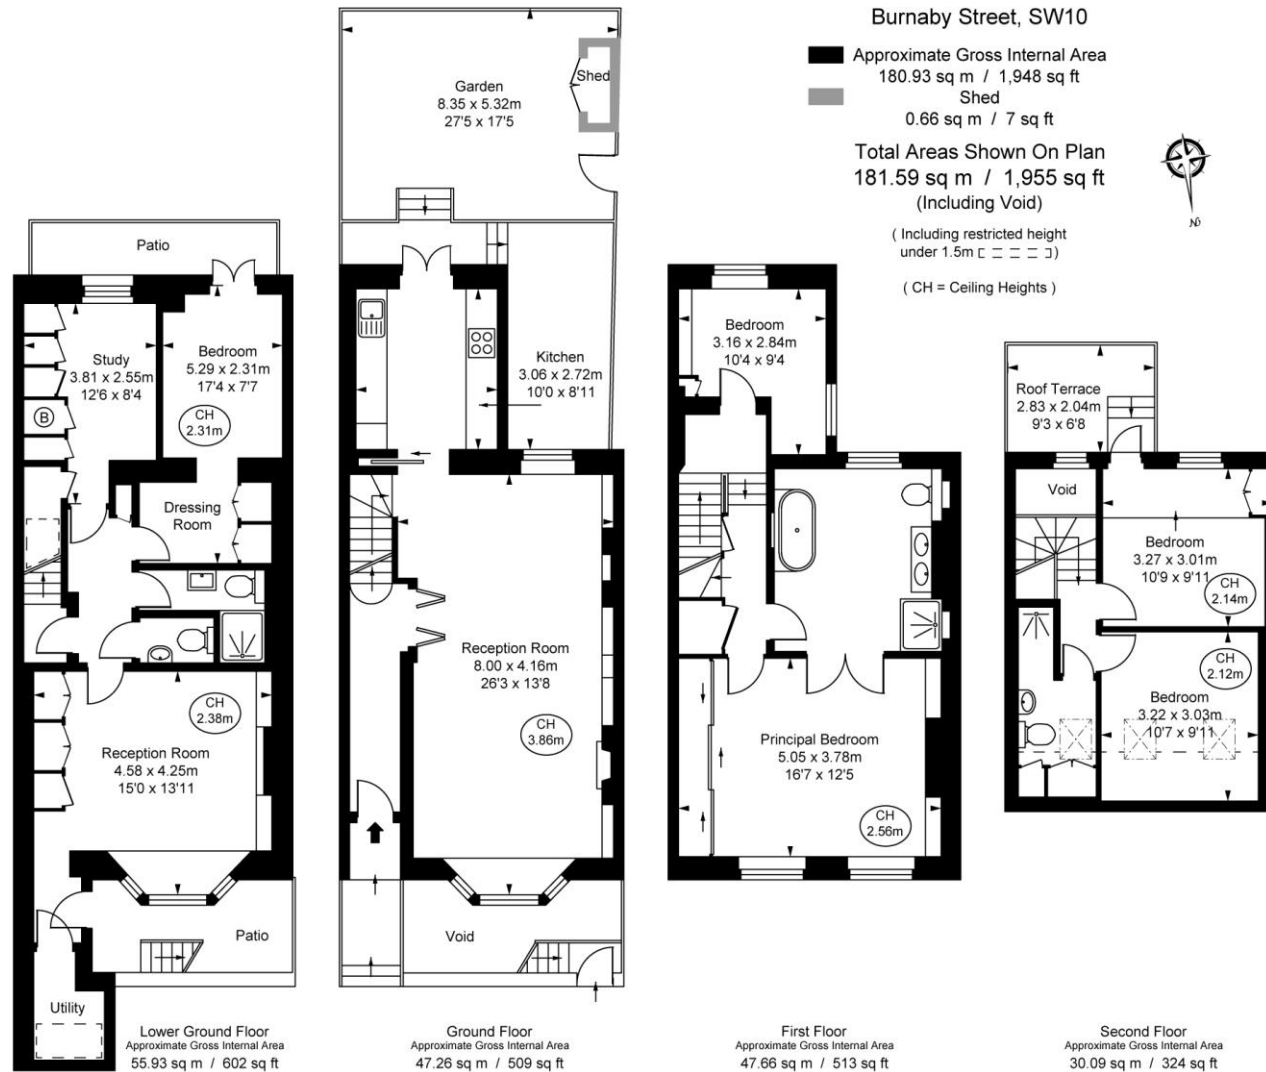 Burnaby Street, SW10
Approximate Gross Internal Area
180.93 sq m / 1,948 sq ft
Shed
0.66 sq m / 7 sq ft
Total Areas Shown On Plan
181.59 sq m / 1,955 sq ft
(Including Void)
( Including restricted height
under 1.5m )
( CH = Ceiling Heights )
N
Patio
Study
3.81 x 2.55m
12'6 x 8'4
Bedroom
5.29 x 2.31m
17'4 x 7'7
CH
2.31m
B
Dressing
Room
CH
2.38m
Reception Room
4.58 x 4.25m
15'0 x 13'11
Patio
Utility
Lower Ground Floor
Approximate Gross Internal Area
55.93 sq m / 602 sq ft
Garden
8.35 x 5.32m
27'5 x 17'5
Shed
Kitchen
3.06 x 2.72m
10'0 x 8'11
Reception Room
8.00 x 4.16m
26'3 x 13'8
CH
3.86m
Void
Ground Floor
Approximate Gross Internal Area
47.26 sq m / 509 sq ft
Bedroom
3.16 x 2.84m
10'4 x 9'4
Principal Bedroom
5.05 x 3.78m
16'7 x 12'5
CH
2.56m
First Floor
Approximate Gross Internal Area
47.66 sq m / 513 sq ft
Roof Terrace
2.83 x 2.04m
9'3 x 6'8
Void
Bedroom
3.27 x 3.01m
10'9 x 9'11
CH
2.14m
CH
2.12m
Bedroom
3.22 x 3.03m
10'7 x 9'11
Second Floor
Approximate Gross Internal Area
30.09 sq m / 324 sq ft